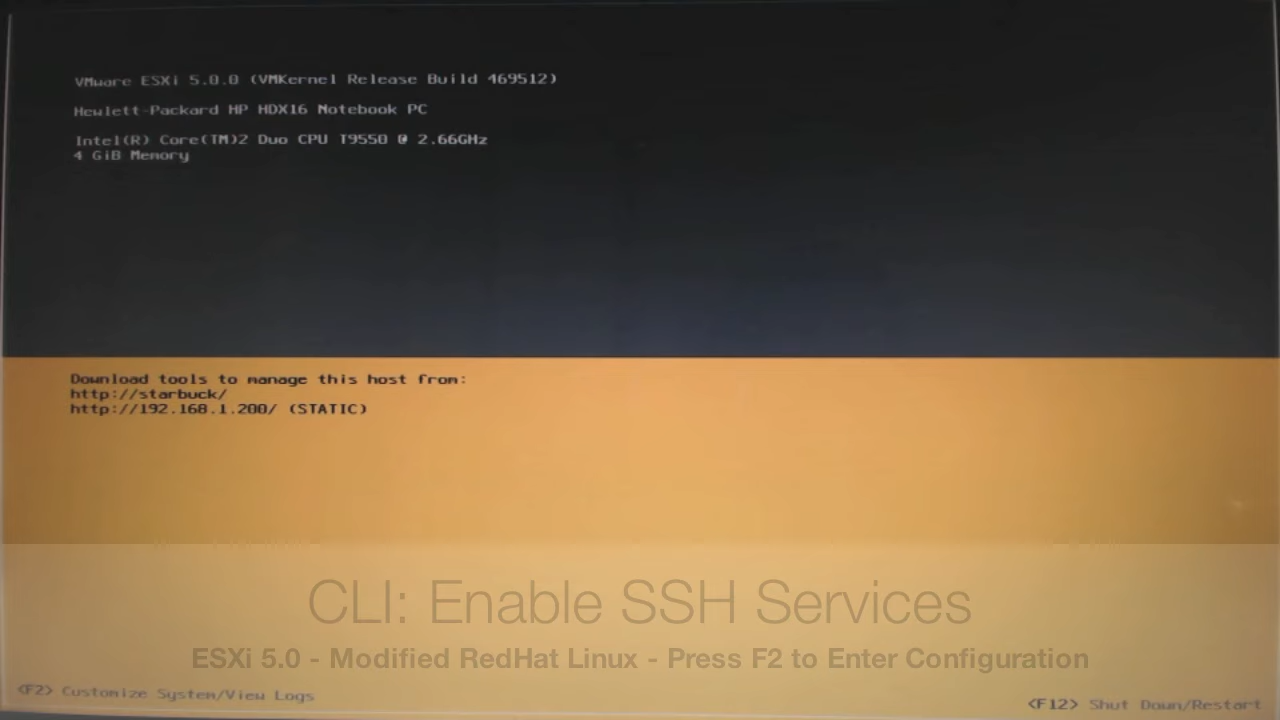 VMware ESXi 5.0.0 (VMKernel Release Build 469512)
Hewlett-Packard HP HDX16 Notebook PC
Intel(R) Core(TM)2 Duo CPU T9550 @ 2.66GHz
4 GiB Memory
Download tools to manage this host from:
http://starbuck/
http://192.168.1.200/ (STATIC)
CLI: Enable SSH Services
ESXi 5.0 - Modified RedHat Linux - Press F2 to Enter Configuration
<F2> Customize System/View Logs
<F12> Shut Down/Restart